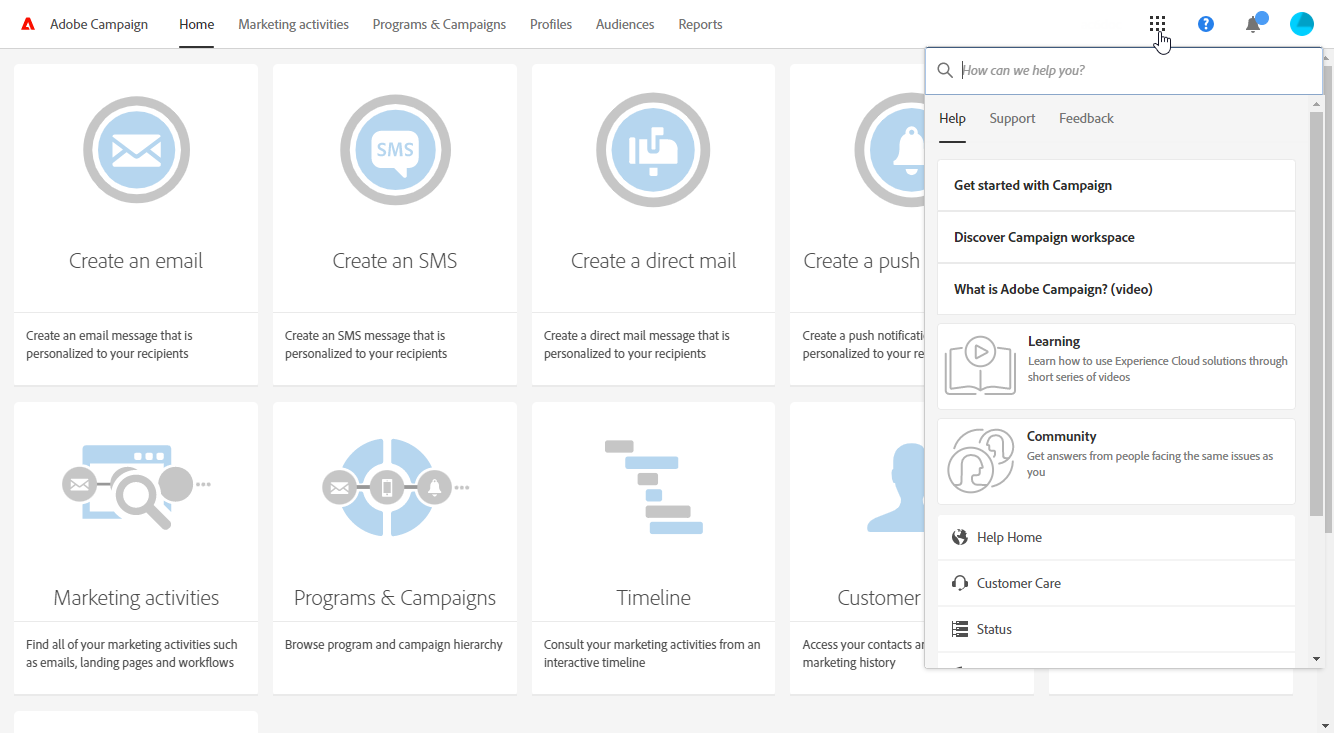 Adobe Campaign Home Marketing activities Programs & Campaigns Profiles Audiences Reports
?
How can we help you?
Help Support Feedback
Get started with Campaign
Discover Campaign workspace
What is Adobe Campaign? (video)
Learning
Learn how to use Experience Cloud solutions through
short series of videos
Community
Get answers from people facing the same issues as
you
Help Home
Customer Care
Status
Create an email
Create an email message that is
personalized to your recipients
SMS
Create an SMS
Create an SMS message that is
personalized to your recipients
Create a direct mail
Create a direct mail message that is
personalized to your recipients
Create a push
Create a push notificatio
personalized to your re
Marketing activities
Find all of your marketing activities such
as emails, landing pages and workflows
Programs & Campaigns
Browse program and campaign hierarchy
Timeline
Consult your marketing activities from an
interactive timeline
Customer
Access your contacts a
marketing history